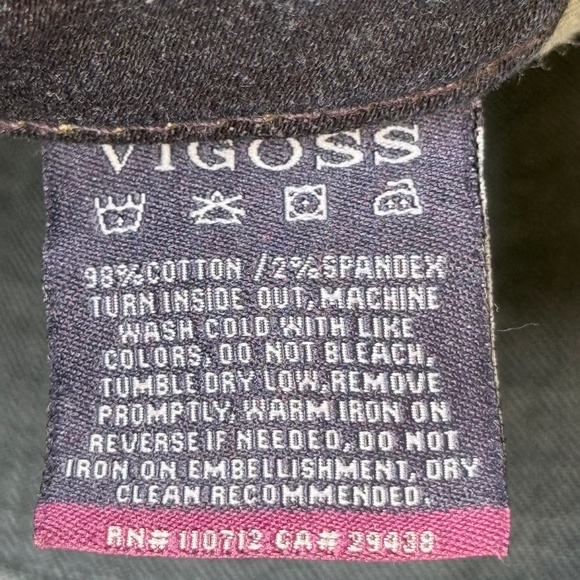 VIGOSS
98% COTTON / 2% SPANDEX
TURN INSIDE OUT, MACHINE
WASH COLD WITH LIKE
COLORS, DO NOT BLEACH,
TUMBLE DRY LOW, REMOVE
PROMPTLY, WARM IRON ON
REVERSE IF NEEDED, DO NOT
IRON ON EMBELLISHMENT, DRY
CLEAN RECOMMENDED.
RN# 110712 CA# 29438